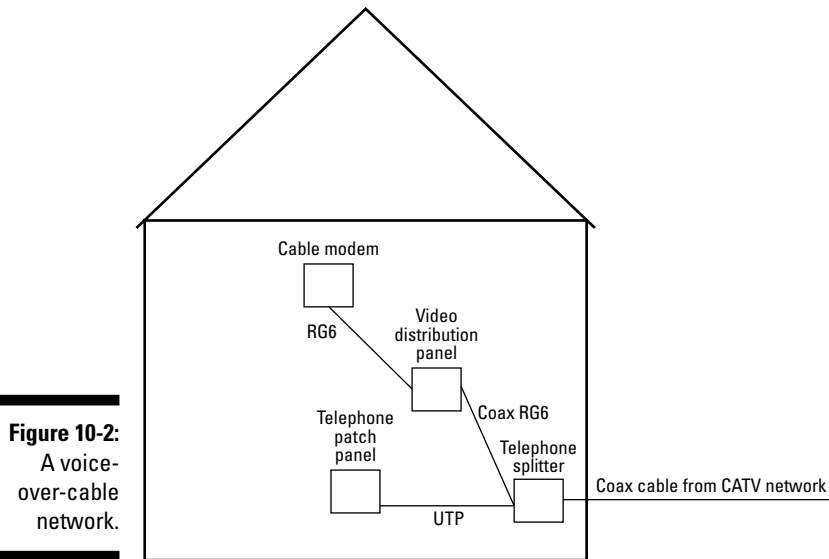 Cable modem
RG6
Video
distribution
panel
Coax RG6
Telephone
patch
panel
Telephone
splitter
UTP
Coax cable from CATV network
Figure 10-2:
A voice-
over-cable
network.